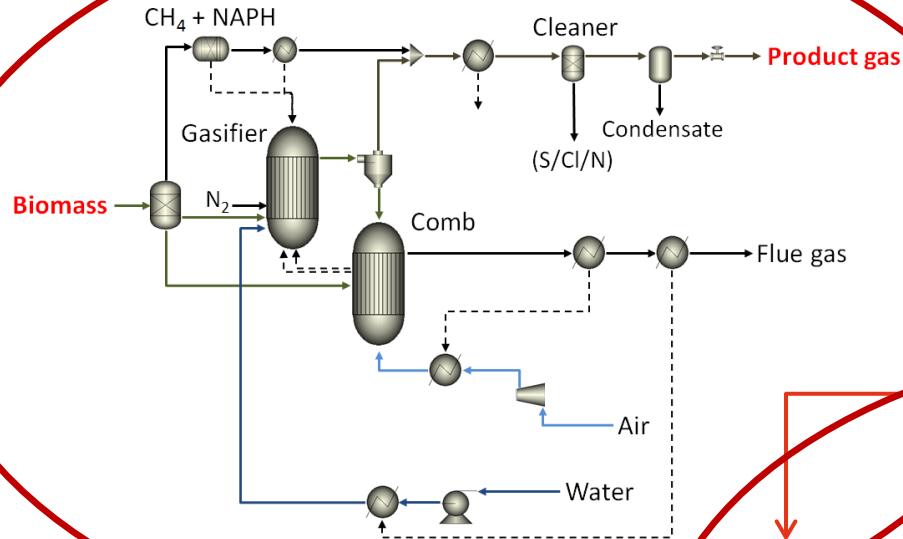 CH₄ + NAPH
Cleaner
Product gas
Gasifier
Condensate
(S/Cl/N)
N₂
Biomass
Comb
Flue gas
Air
Water